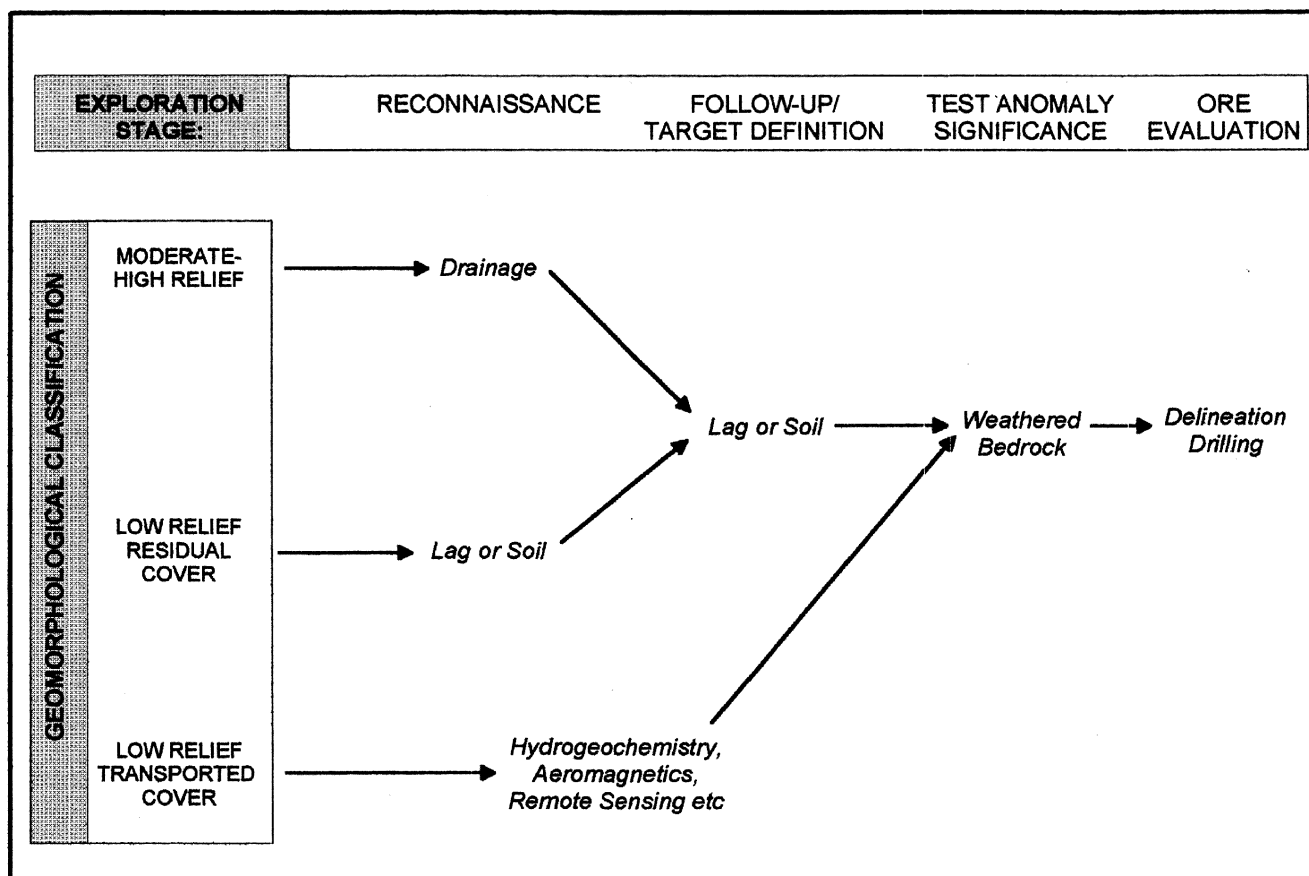 EXPLORATION
STAGE:
RECONNAISSANCE
FOLLOW-UP/
TARGET DEFINITION
TEST ANOMALY
SIGNIFICANCE
ORE
EVALUATION
GEOMORPHOLOGICAL CLASSIFICATION
MODERATE-
HIGH RELIEF
Drainage
Lag or Soil
Weathered
Bedrock
Delineation
Drilling
LOW RELIEF
RESIDUAL
COVER
Lag or Soil
LOW RELIEF
TRANSPORTED
COVER
Hydrogeochemistry,
Aeromagnetics,
Remote Sensing etc